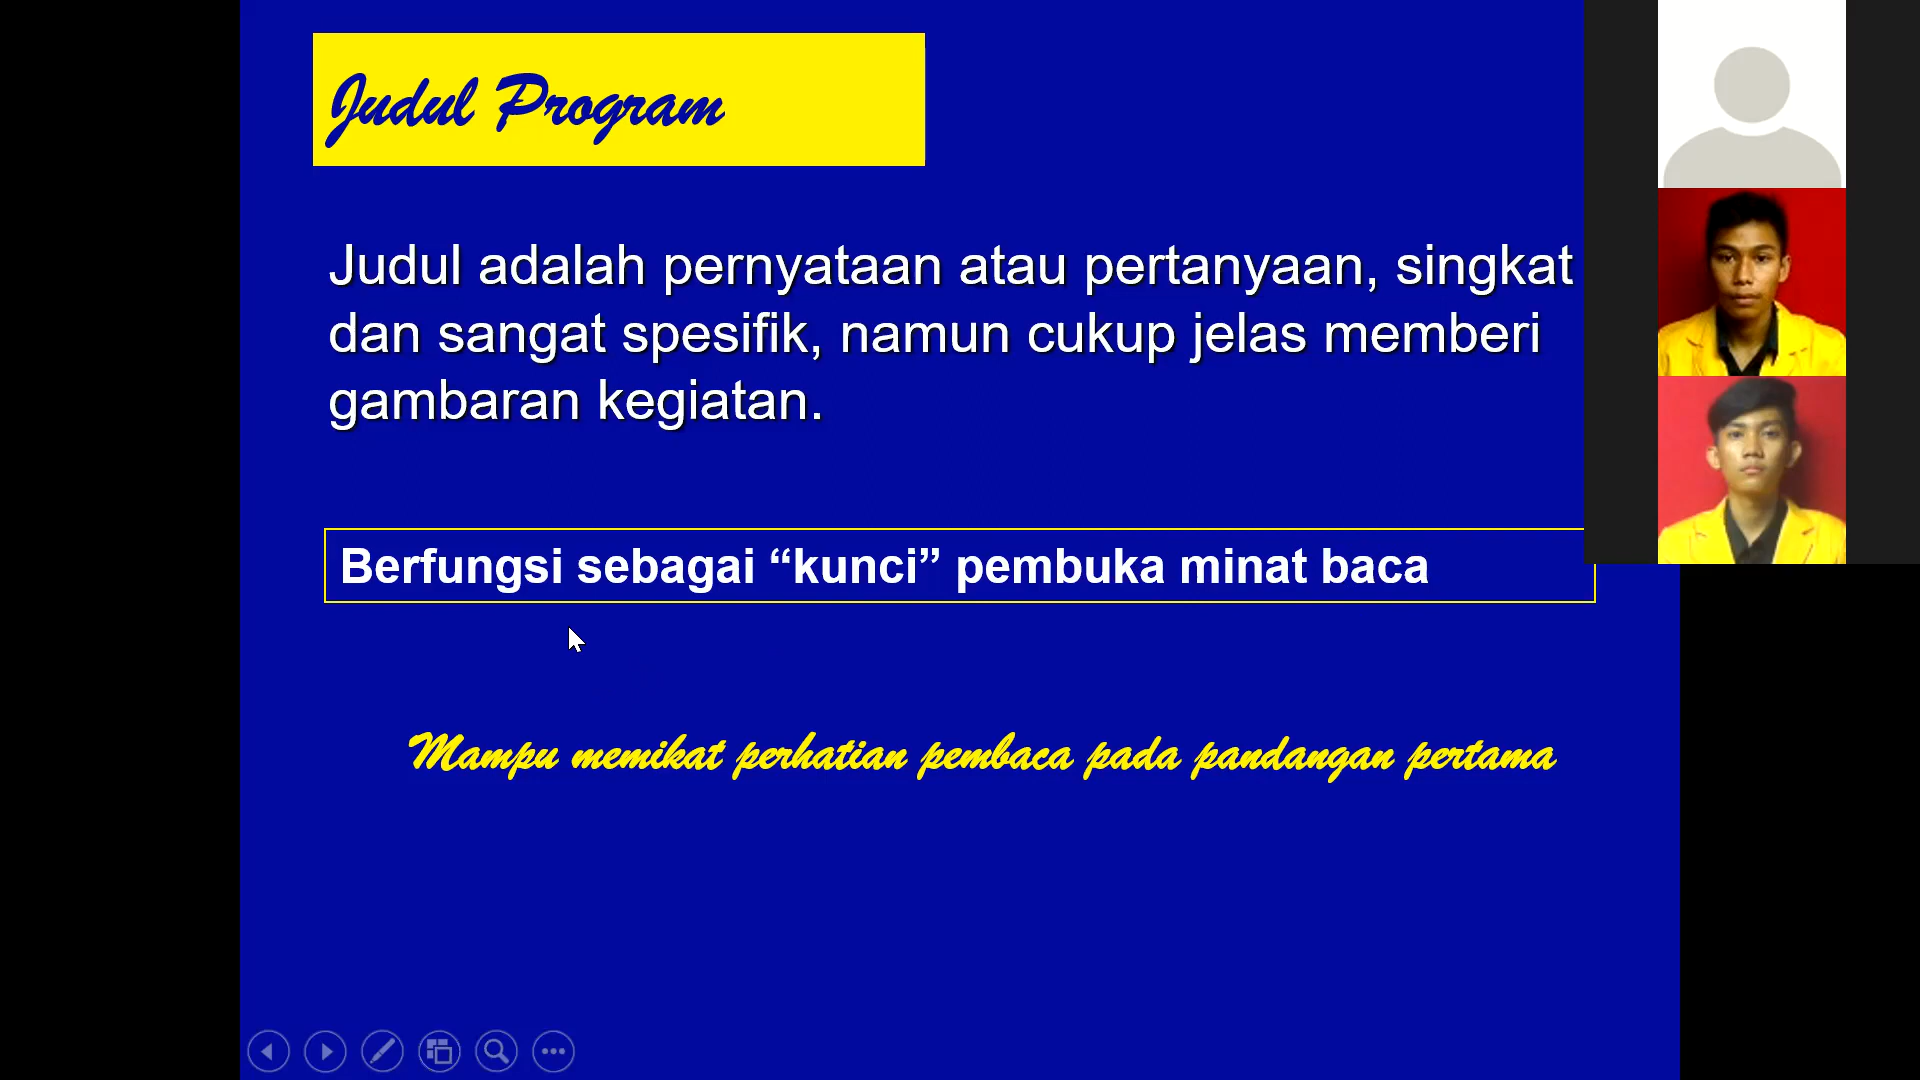 Judul Program
Judul adalah pernyataan atau pertanyaan, singkat
dan sangat spesifik, namun cukup jelas memberi
gambaran kegiatan.
Berfungsi sebagai “kunci” pembuka minat baca
Mampu memikat perhatian pembaca pada pandangan pertama